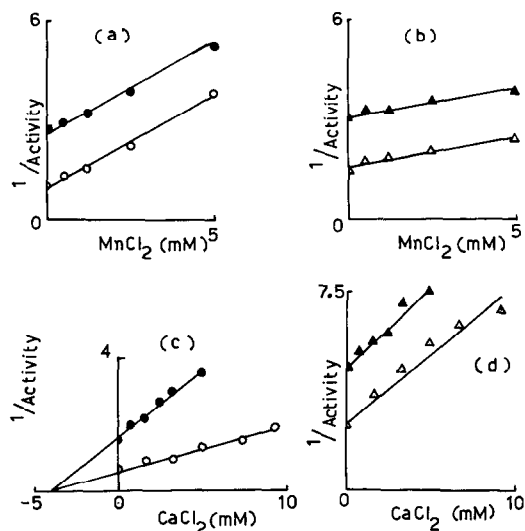 6
(a)
1/Activity
0
MnCl2 (mM) 5
6
(b)
1/Activity
0
MnCl2 (mM) 5
4
(c)
1/Activity
-5
0
10
CaCl2(mM)
7.5
(d)
1/Activity
0
10
CaCl2 (mM)